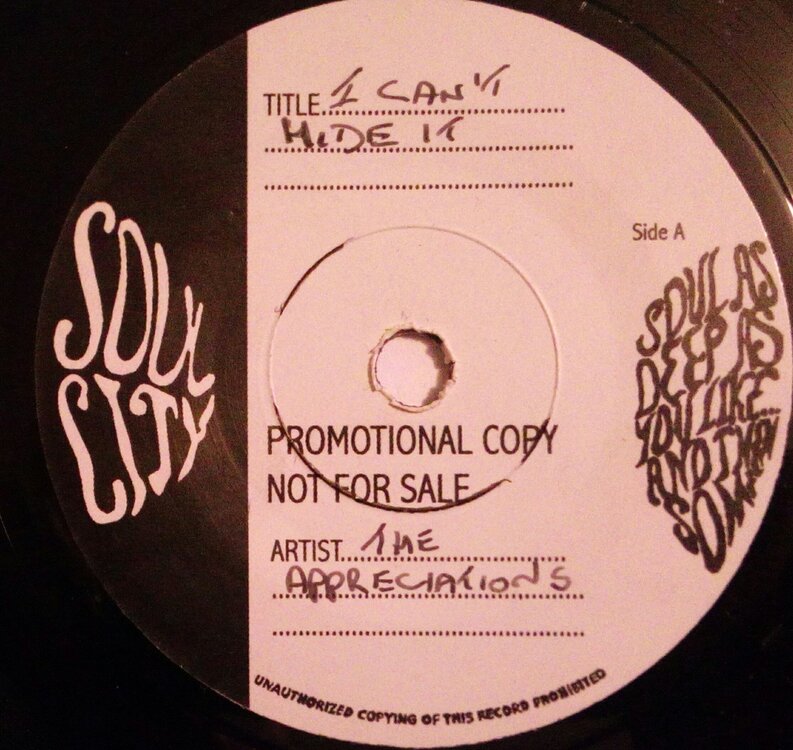 TITLE I CAN'T
HIDE IT
SOUL
CITY
Side A
SOUL AS
DEEP AS
YOU LIKE...
AND THEN
SOME
PROMOTIONAL COPY
NOT FOR SALE
ARTIST THE
APPRECIATIONS
UNAUTHORIZED COPYING OF THIS RECORD PROHIBITED